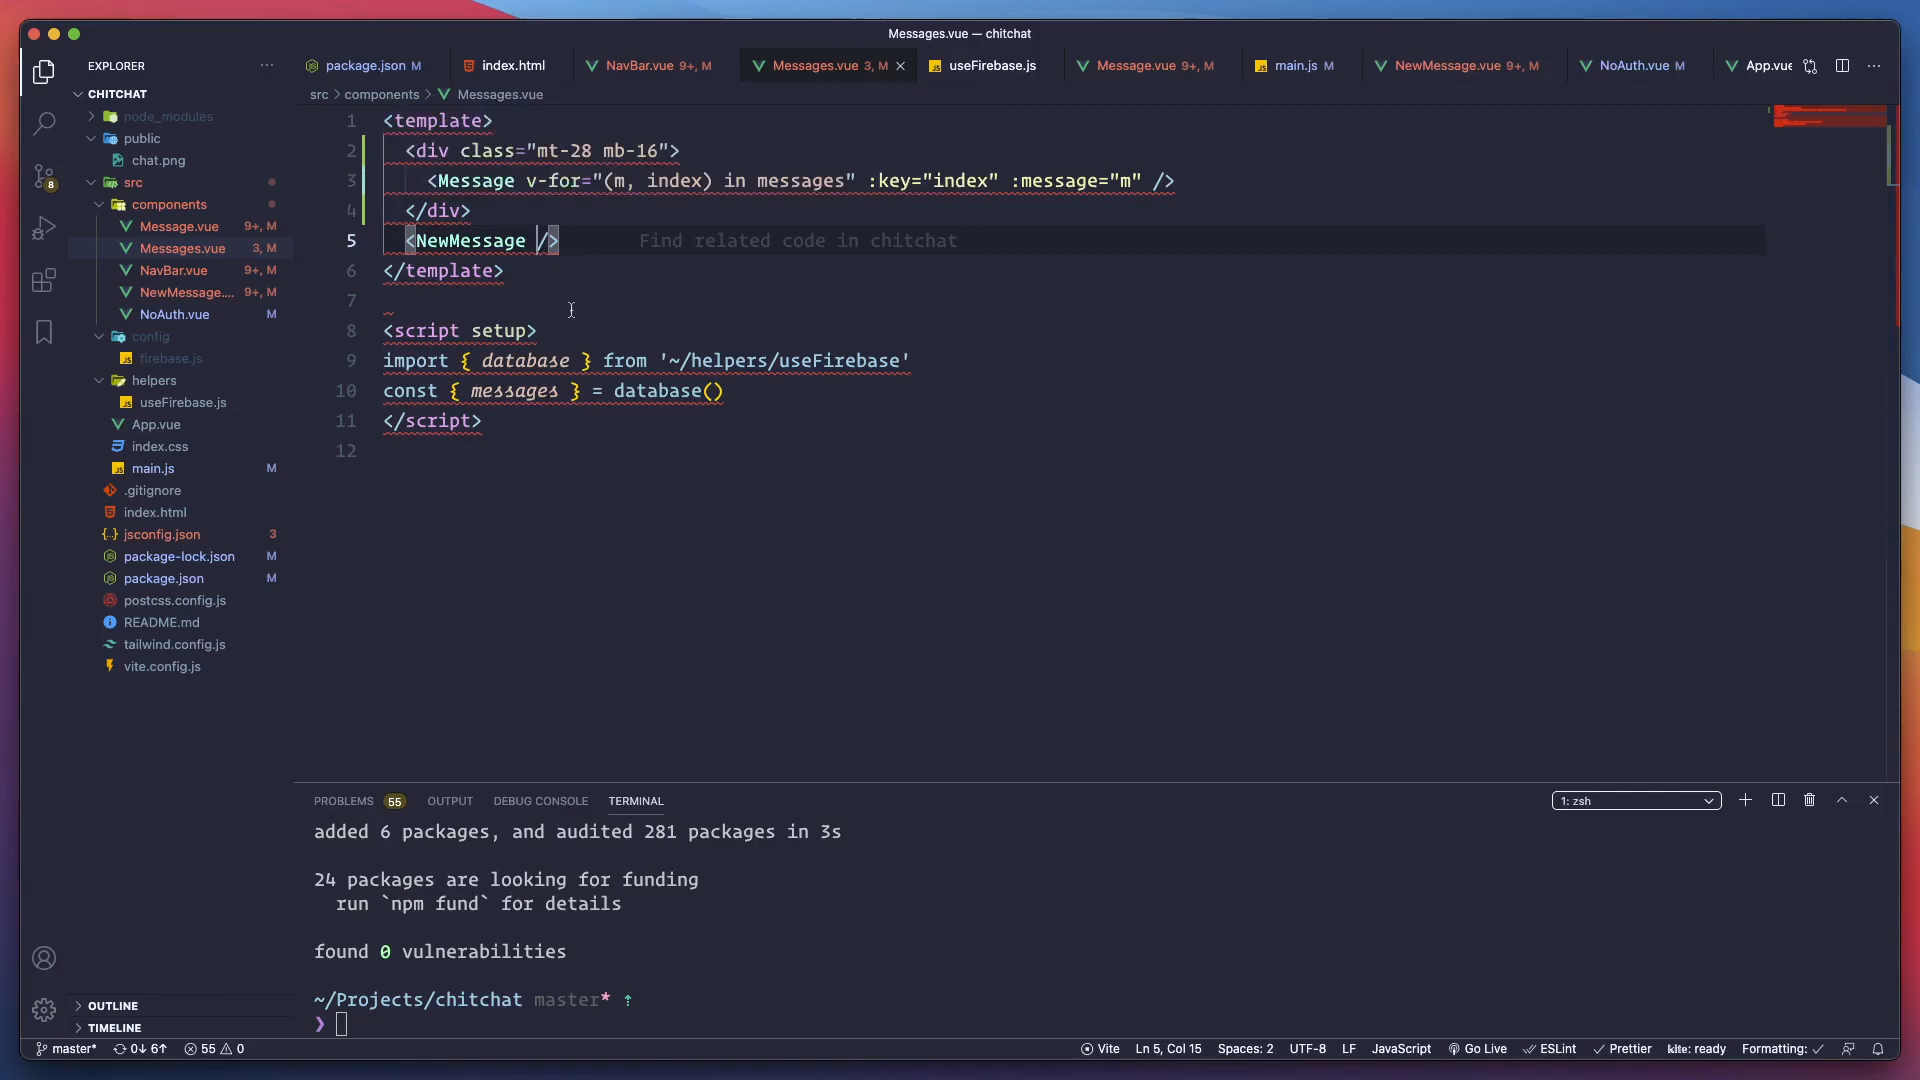 Messages.vue — chitchat
EXPLORER
package.json M
index.html
NavBar.vue 9+, M
Messages.vue 3, M
useFirebase.js
Message.vue 9+, M
main.js M
NewMessage.vue 9+, M
NoAuth.vue M
App.vue
src > components > Messages.vue
CHITCHAT
node_modules
public
chat.png
src
components
Message.vue 9+, M
Messages.vue 3, M
NavBar.vue 9+, M
NewMessage.... 9+, M
NoAuth.vue M
config
firebase.js
helpers
useFirebase.js
App.vue
index.css
main.js M
.gitignore
index.html
jsconfig.json 3
package-lock.json M
package.json M
postcss.config.js
README.md
tailwind.config.js
vite.config.js
OUTLINE
TIMELINE
8
1 <template>
2 <div class="mt-28 mb-16">
3 <Message v-for="(m, index) in messages" :key="index" :message="m" />
4 </div>
5 <NewMessage /> Find related code in chitchat
6 </template>
7
8 <script setup>
9 import { database } from '~/helpers/useFirebase'
10 const { messages } = database()
11 </script>
12
PROBLEMS 55 OUTPUT DEBUG CONSOLE TERMINAL
1: zsh
added 6 packages, and audited 281 packages in 3s
24 packages are looking for funding
run `npm fund` for details
found 0 vulnerabilities
~/Projects/chitchat master* ↑
❯
master* 0↓ 6↑ 55 0
Vite Ln 5, Col 15 Spaces: 2 UTF-8 LF JavaScript Go Live ESLint Prettier kite: ready Formatting: ✓